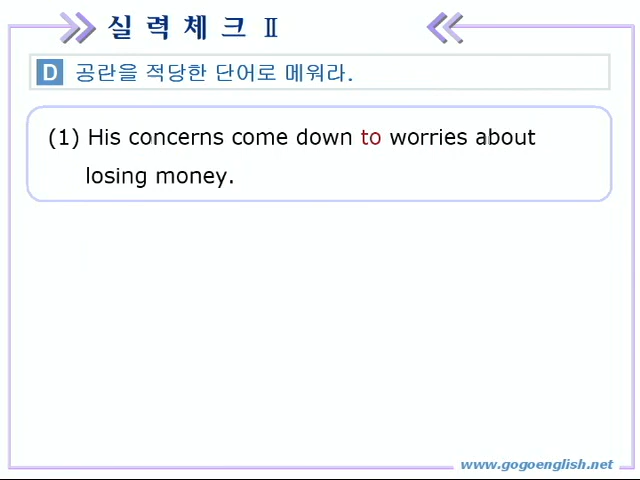 실 력 체 크 Ⅱ
D 공란을 적당한 단어로 메워라.
(1) His concerns come down to worries about
losing money.
www.gogoenglish.net